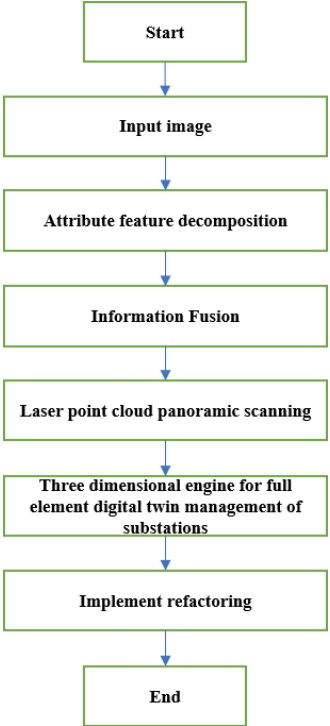 Start
Input image
Attribute feature decomposition
Information Fusion
Laser point cloud panoramic scanning
Three dimensional engine for full
element digital twin management of
substations
Implement refactoring
End